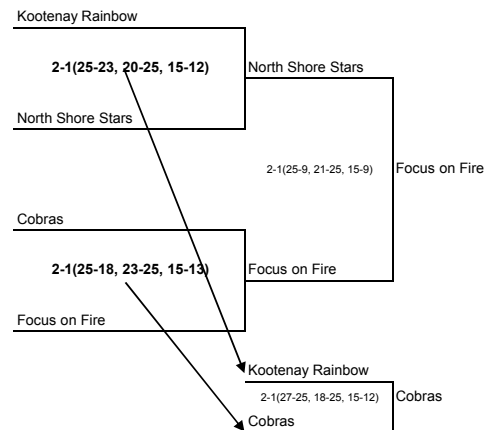 Kootenay Rainbow
2-1(25-23, 20-25, 15-12)
North Shore Stars
North Shore Stars
2-1(25-9, 21-25, 15-9)
Focus on Fire
Cobras
2-1(25-18, 23-25, 15-13)
Focus on Fire
Focus on Fire
Kootenay Rainbow
2-1(27-25, 18-25, 15-12)
Cobras
Cobras